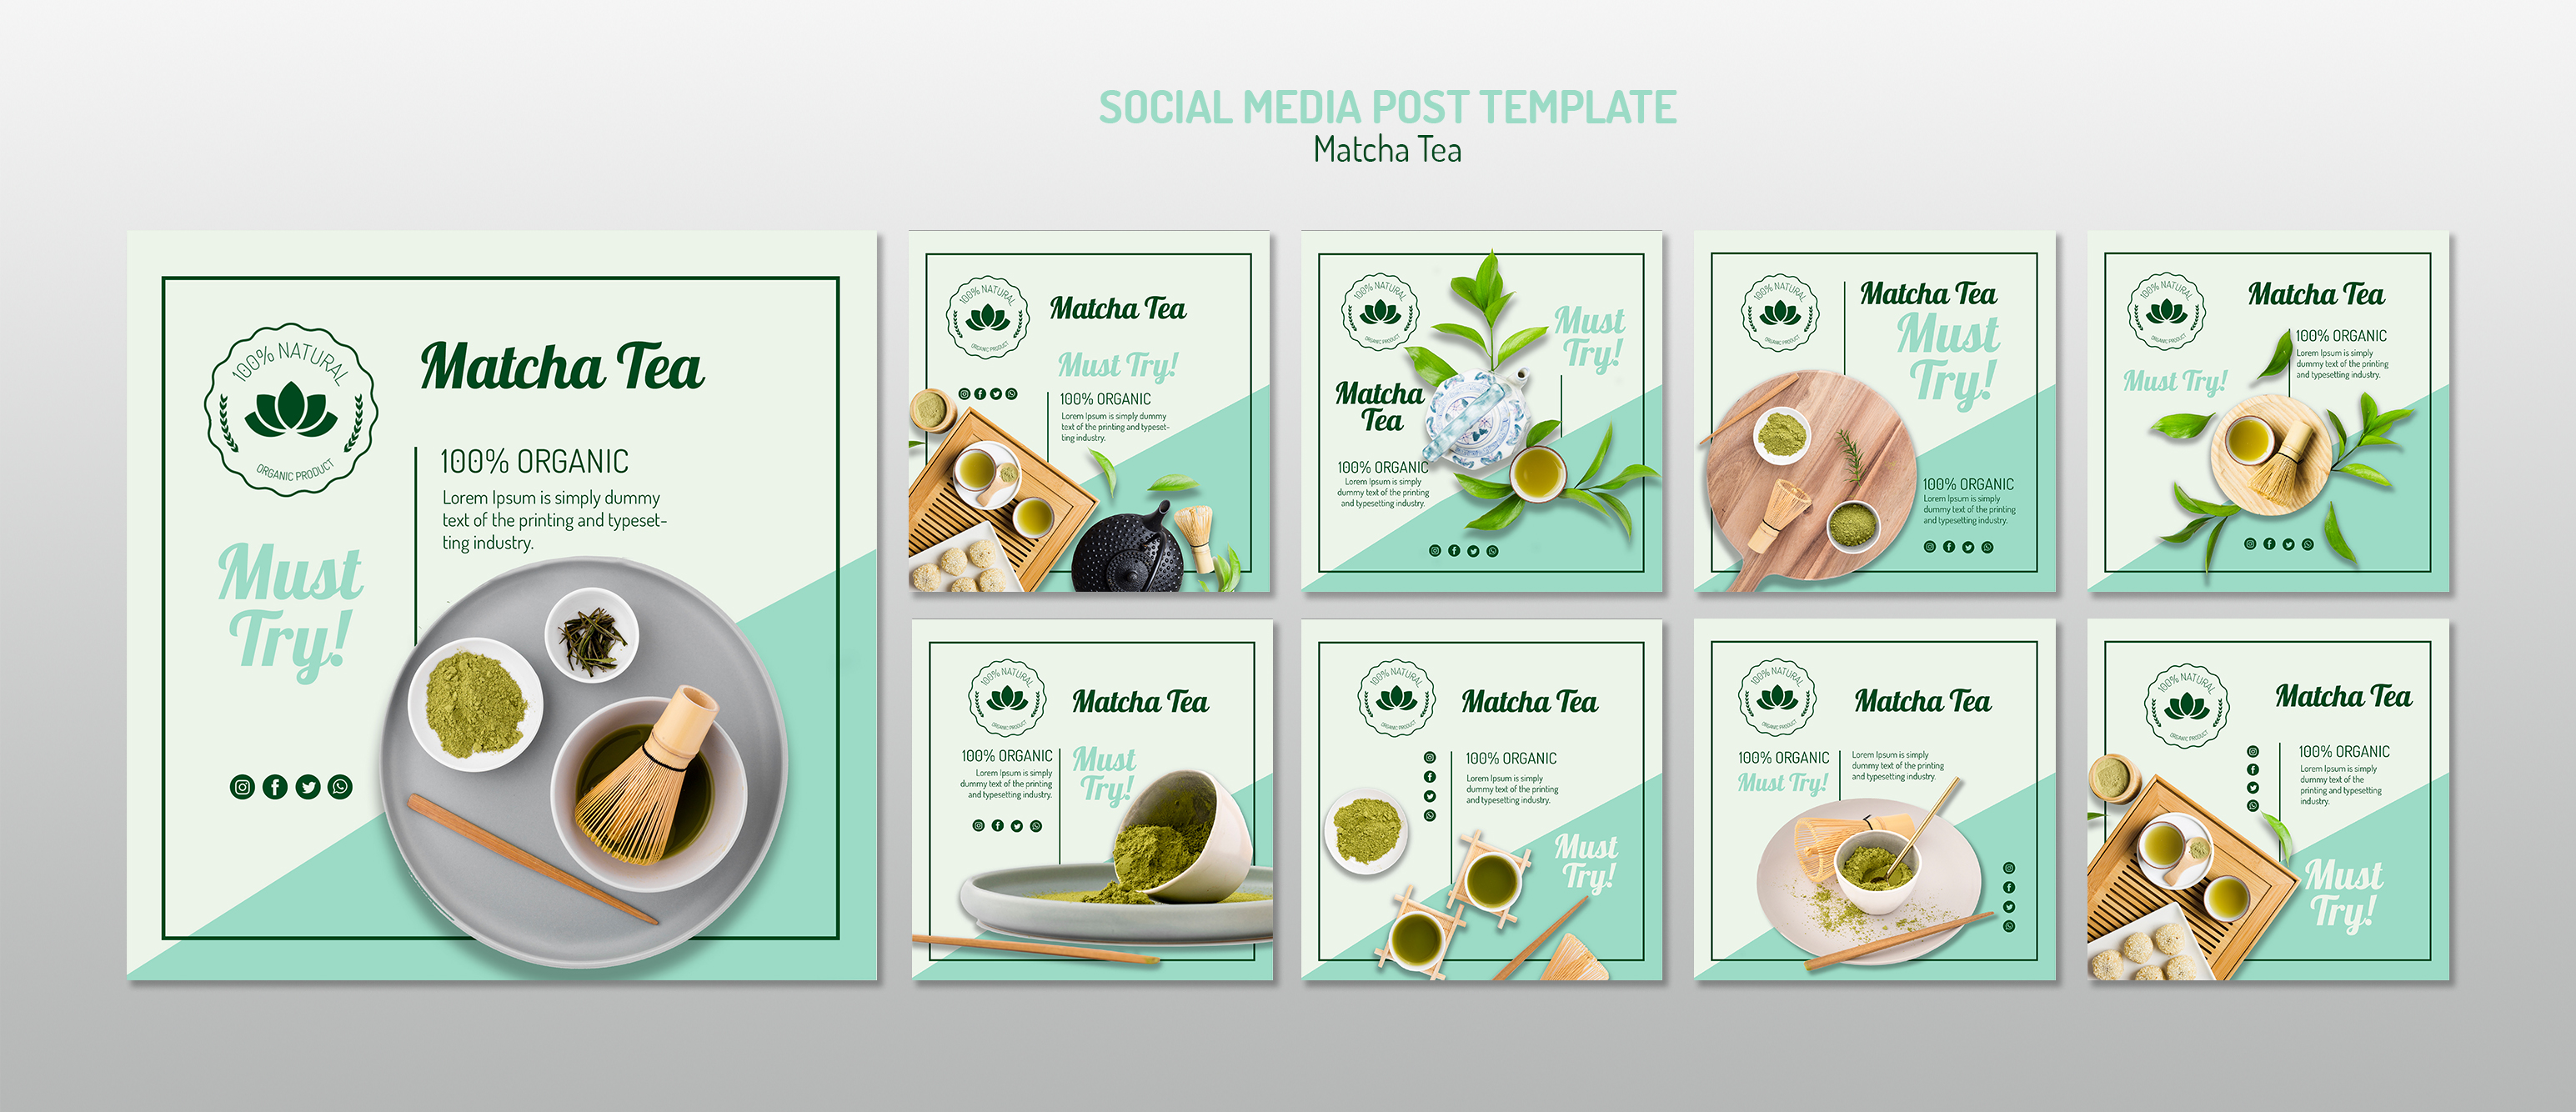 SOCIAL MEDIA POST TEMPLATE
Matcha Tea
100% NATURAL
ORGANIC PRODUCT
Matcha Tea
100% ORGANIC
Lorem Ipsum is simply dummy
text of the printing and typeset-
ting industry.
Must
Try!
100% NATURAL
ORGANIC PRODUCT
Matcha Tea
Must Try!
100% ORGANIC
Lorem Ipsum is simply dummy
text of the printing and typeset-
ting industry.
100% NATURAL
ORGANIC PRODUCT
Must
Try!
Matcha
Tea
100% ORGANIC
Lorem Ipsum is simply
dummy text of the printing
and typesetting industry.
100% NATURAL
ORGANIC PRODUCT
Matcha Tea
Must
Try!
100% ORGANIC
Lorem Ipsum is simply
dummy text of the printing
and typesetting industry.
100% NATURAL
ORGANIC PRODUCT
Matcha Tea
100% ORGANIC
Lorem Ipsum is simply
dummy text of the printing
and typesetting industry.
Must Try!
100% NATURAL
ORGANIC PRODUCT
Matcha Tea
100% ORGANIC
Lorem Ipsum is simply
dummy text of the printing
and typesetting industry.
Must
Try!
100% NATURAL
ORGANIC PRODUCT
Matcha Tea
100% ORGANIC
Lorem Ipsum is simply
dummy text of the printing
and typesetting industry.
Must
Try!
100% NATURAL
ORGANIC PRODUCT
Matcha Tea
100% ORGANIC
Must Try!
Lorem Ipsum is simply
dummy text of the printing
and typesetting industry.
100% NATURAL
ORGANIC PRODUCT
Matcha Tea
100% ORGANIC
Lorem Ipsum is simply
dummy text of the
printing and typesetting
industry.
Must
Try!